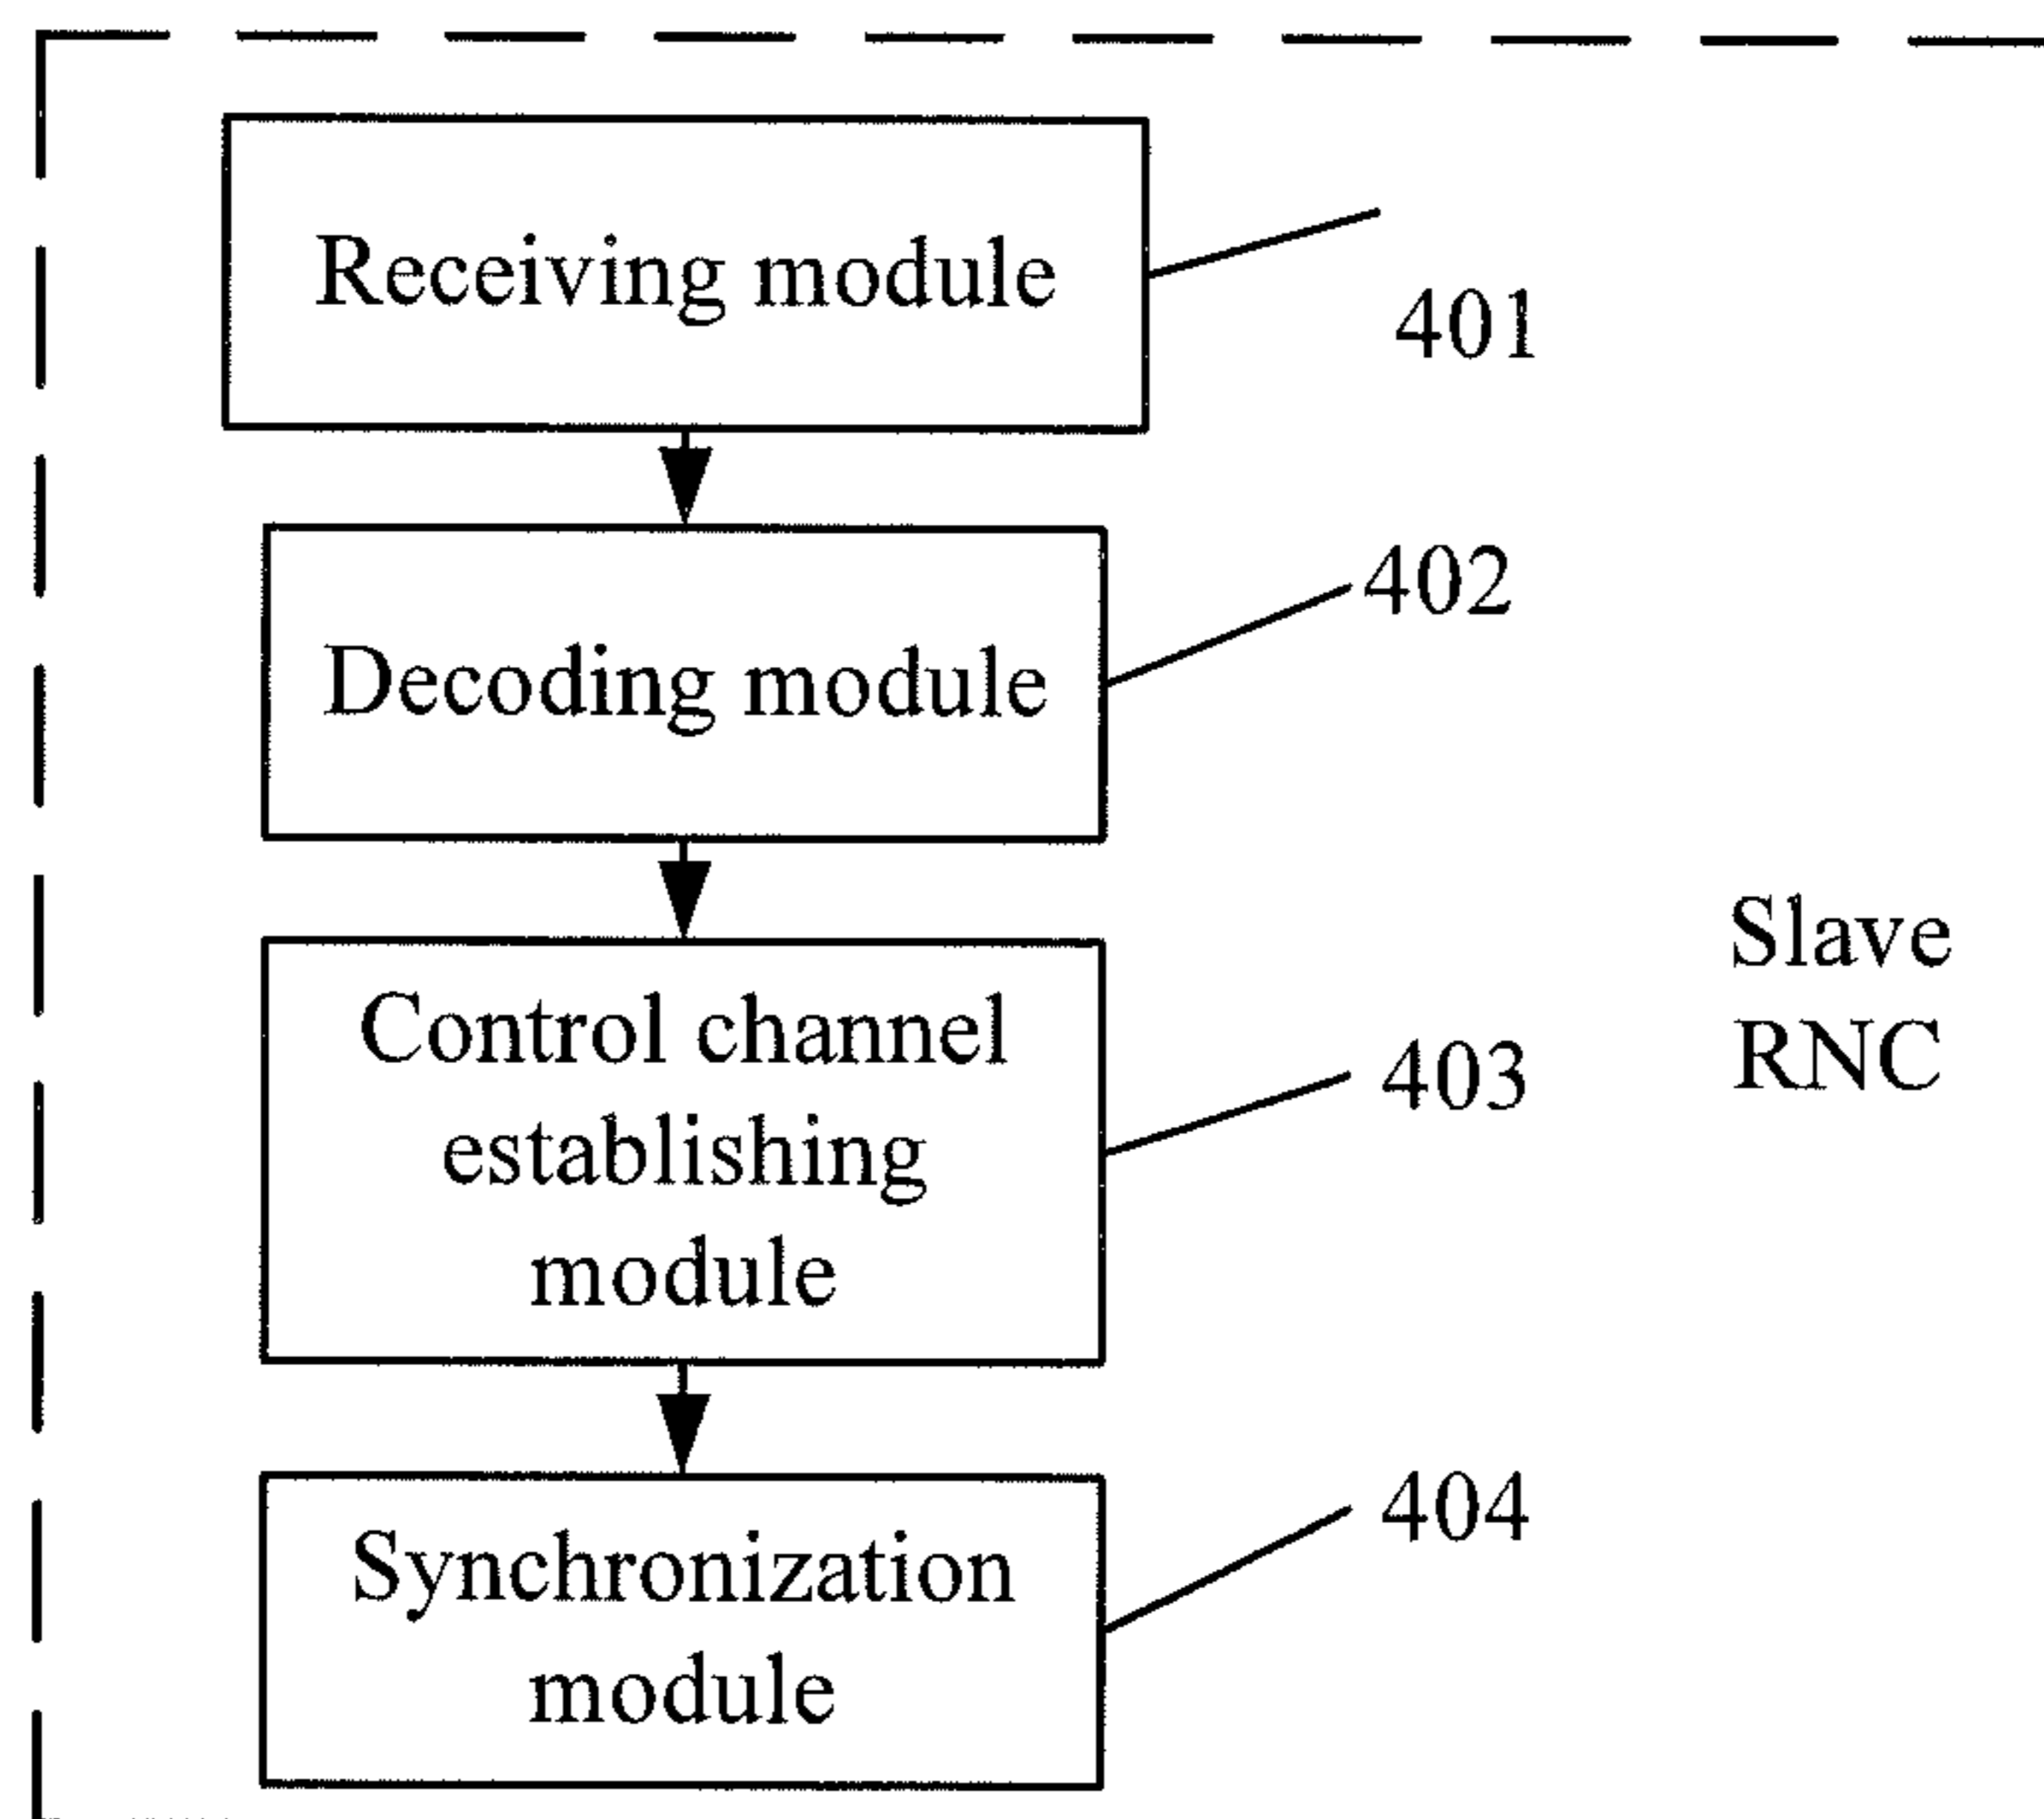 Receiving module
401
402
Decoding module
Control channel
establishing
module
403
Slave
RNC
404
Synchronization
module